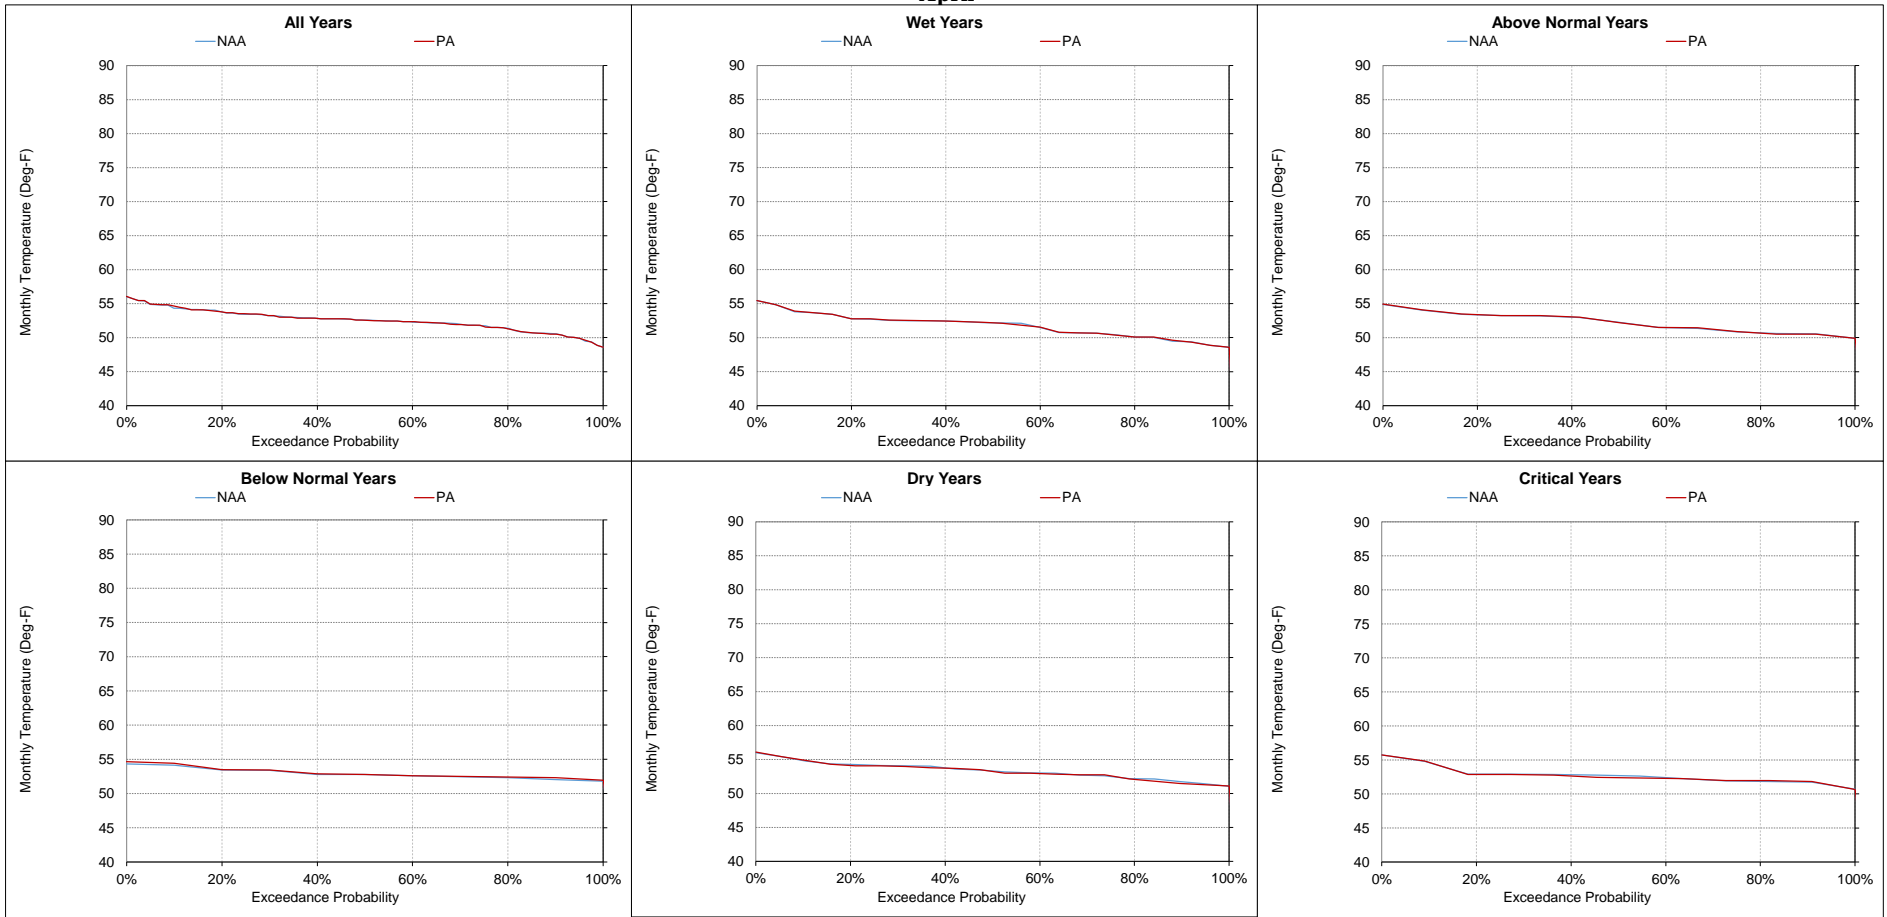 All Years
NAA PA
90
85
80
75
70
65
60
55
50
45
40
Monthly Temperature (Deg-F)
0% 20% 40% 60% 80% 100%
Exceedance Probability
Wet Years
NAA PA
90
85
80
75
70
65
60
55
50
45
40
Monthly Temperature (Deg-F)
0% 20% 40% 60% 80% 100%
Exceedance Probability
Above Normal Years
NAA PA
90
85
80
75
70
65
60
55
50
45
40
Monthly Temperature (Deg-F)
0% 20% 40% 60% 80% 100%
Exceedance Probability
Below Normal Years
NAA PA
90
85
80
75
70
65
60
55
50
45
40
Monthly Temperature (Deg-F)
0% 20% 40% 60% 80% 100%
Exceedance Probability
Dry Years
NAA PA
90
85
80
75
70
65
60
55
50
45
40
Monthly Temperature (Deg-F)
0% 20% 40% 60% 80% 100%
Exceedance Probability
Critical Years
NAA PA
90
85
80
75
70
65
60
55
50
45
40
Monthly Temperature (Deg-F)
0% 20% 40% 60% 80% 100%
Exceedance Probability